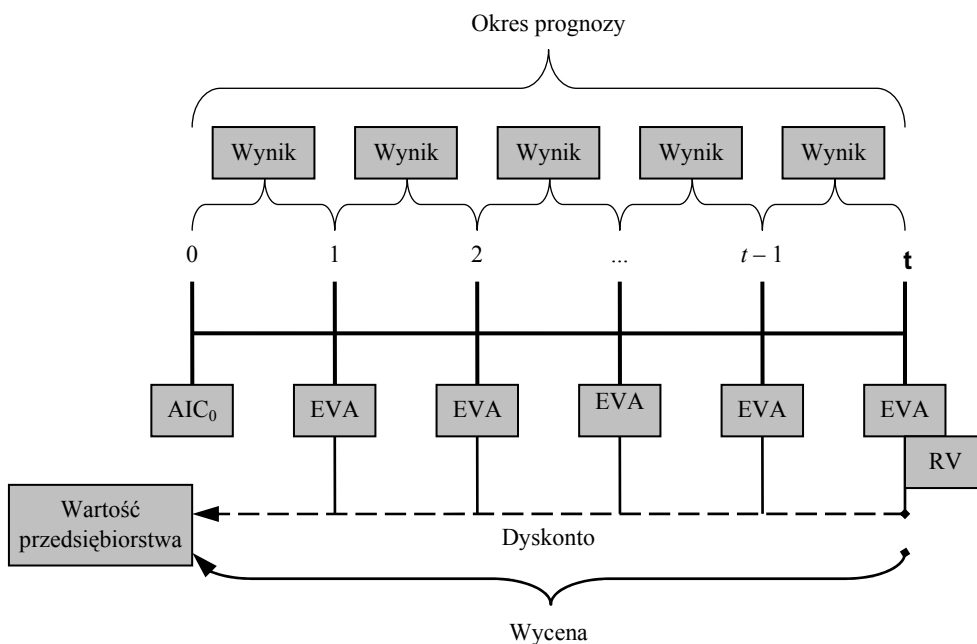 Okres prognozy
Wynik Wynik Wynik Wynik Wynik
0 1 2 ... t – 1 t
AIC₀ EVA EVA EVA EVA EVA
RV
Wartość
przedsiębiorstwa
Dyskonto
Wycena